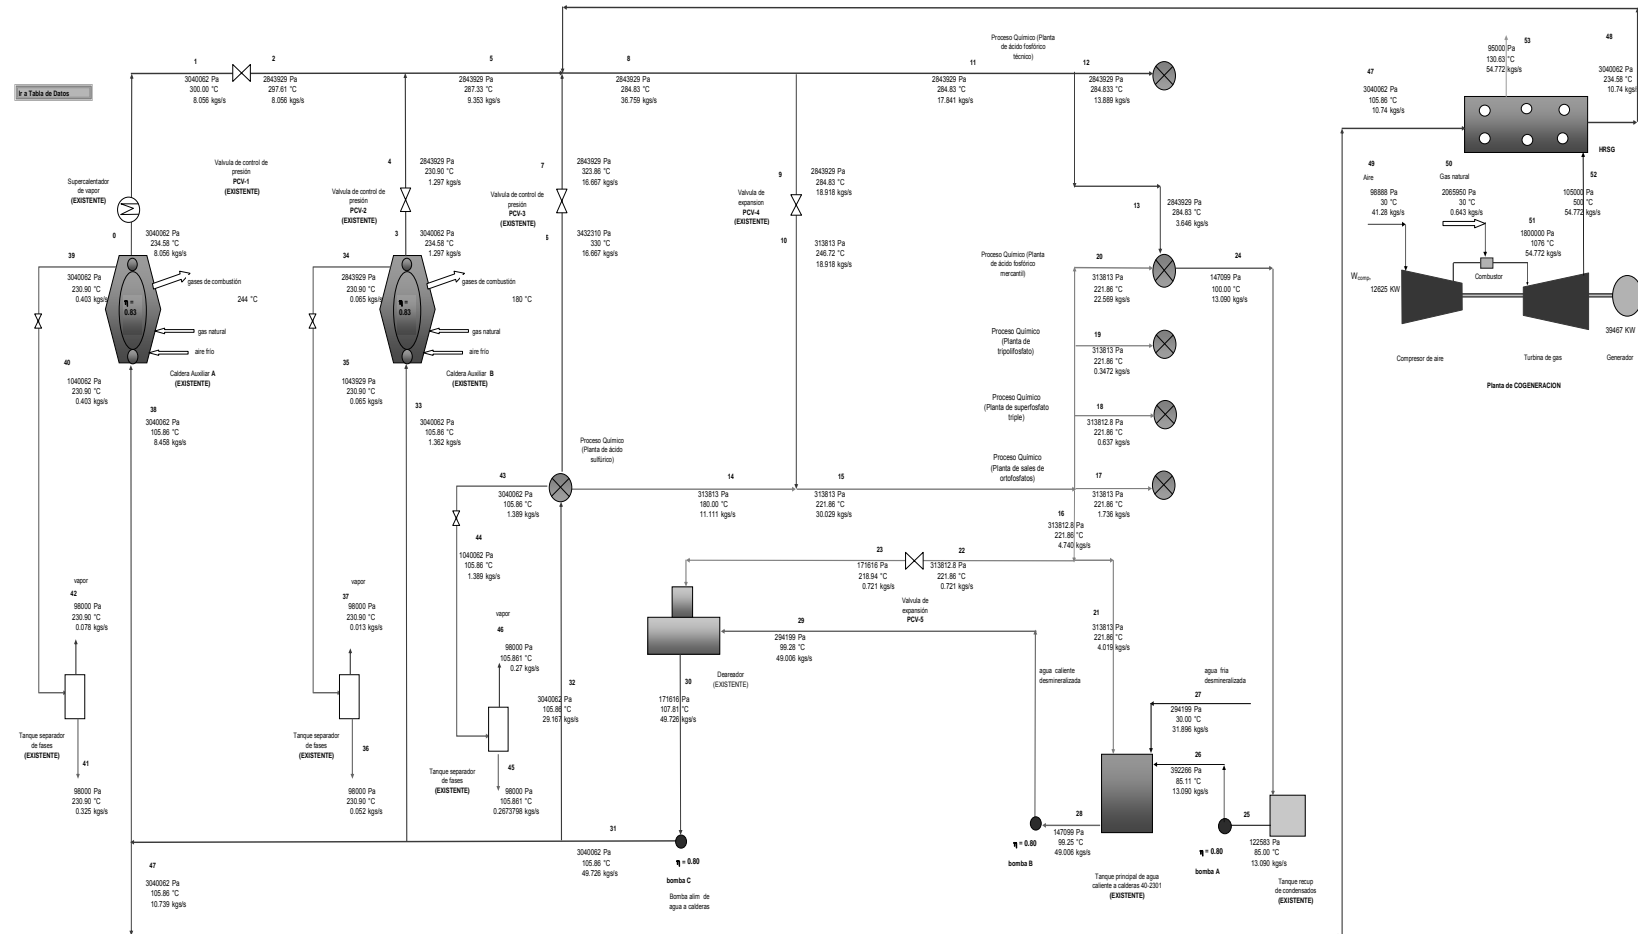 Ir a Tabla de Datos
1
3040062 Pa
300.00 °C
8.056 kgs/s
2
2843929 Pa
297.61 °C
8.056 kgs/s
5
2843929 Pa
287.33 °C
9.353 kgs/s
8
2843929 Pa
284.83 °C
36.759 kgs/s
Proceso Químico (Planta
de ácido fosfórico
técnico)
11
2843929 Pa
284.83 °C
17.841 kgs/s
12
2843929 Pa
284.833 °C
13.889 kgs/s
47
3040062 Pa
105.86 °C
10.74 kgs/s
53
95000 Pa
130.63 °C
54.772 kgs/s
48
3040062 Pa
234.58 °C
10.74 kgs/s
HRSG
Supercalentador
de vapor
(EXISTENTE)
Valvula de control de
presión
PCV-1
(EXISTENTE)
4
2843929 Pa
230.90 °C
1.297 kgs/s
Valvula de control de
presión
PCV-2
(EXISTENTE)
7
2843929 Pa
323.86 °C
16.667 kgs/s
Valvula de control de
presión
PCV-3
(EXISTENTE)
9
2843929 Pa
284.83 °C
18.918 kgs/s
Valvula de
expansion
PCV-4
(EXISTENTE)
13
2843929 Pa
284.83 °C
3.646 kgs/s
49
Aire
98888 Pa
30 °C
41.28 kgs/s
50
Gas natural
2065950 Pa
30 °C
0.643 kgs/s
52
105000 Pa
500 °C
54.772 kgs/s
51
1800000 Pa
1076 °C
54.772 kgs/s
0
3040062 Pa
234.58 °C
8.056 kgs/s
3
3040062 Pa
234.58 °C
1.297 kgs/s
3432310 Pa
330 °C
16.667 kgs/s
10
313813 Pa
246.72 °C
18.918 kgs/s
39
3040062 Pa
230.90 °C
0.403 kgs/s
34
2843929 Pa
230.90 °C
0.065 kgs/s
gases de combustión
244 °C
gases de combustión
180 °C
η =
0.83
η =
0.83
gas natural
aire frío
gas natural
aire frío
Proceso Químico (Planta
de ácido fosfórico
mercantil)
20
313813 Pa
221.86 °C
22.569 kgs/s
24
147099 Pa
100.00 °C
13.090 kgs/s
Wcomp.
12625 KW
Combustor
39467 KW
Compresor de aire
Turbina de gas
Generador
Planta de COGENERACION
Proceso Químico
(Planta de
tripolifosfato)
19
313813 Pa
221.86 °C
0.3472 kgs/s
40
1040062 Pa
230.90 °C
0.403 kgs/s
Caldera Auxiliar A
(EXISTENTE)
35
1043929 Pa
230.90 °C
0.065 kgs/s
Caldera Auxiliar B
(EXISTENTE)
38
3040062 Pa
105.86 °C
8.458 kgs/s
33
3040062 Pa
105.86 °C
1.362 kgs/s
Proceso Químico
(Planta de superfosfato
triple)
18
313812.8 Pa
221.86 °C
0.637 kgs/s
Proceso Químico
(Planta de ácido
sulfúrico)
Proceso Químico
(Planta de sales de
ortofosfatos)
17
313813 Pa
221.86 °C
1.736 kgs/s
43
3040062 Pa
105.86 °C
1.389 kgs/s
14
313813 Pa
180.00 °C
11.111 kgs/s
15
313813 Pa
221.86 °C
30.029 kgs/s
16
313812.8 Pa
221.86 °C
4.740 kgs/s
44
1040062 Pa
105.86 °C
1.389 kgs/s
23
171616 Pa
218.94 °C
0.721 kgs/s
22
313812.8 Pa
221.86 °C
0.721 kgs/s
Valvula de
expansión
PCV-5
vapor
42
98000 Pa
230.90 °C
0.078 kgs/s
vapor
37
98000 Pa
230.90 °C
0.013 kgs/s
vapor
46
98000 Pa
105.861 °C
0.27 kgs/s
29
294199 Pa
99.28 °C
49.006 kgs/s
21
313813 Pa
221.86 °C
4.019 kgs/s
Deareador
(EXISTENTE)
agua caliente
desmineralizada
agua fria
desmineralizada
32
3040062 Pa
105.86 °C
29.167 kgs/s
30
171616 Pa
107.81 °C
49.726 kgs/s
27
294199 Pa
30.00 °C
31.896 kgs/s
Tanque separador
de fases
(EXISTENTE)
41
98000 Pa
230.90 °C
0.325 kgs/s
Tanque separador
de fases
(EXISTENTE)
36
98000 Pa
230.90 °C
0.052 kgs/s
Tanque separador
de fases
(EXISTENTE)
45
98000 Pa
105.861 °C
0.2673798 kgs/s
26
392266 Pa
85.11 °C
13.090 kgs/s
31
3040062 Pa
105.86 °C
49.726 kgs/s
η = 0.80
bomba C
Bomba alim de
agua a calderas
28
147099 Pa
99.25 °C
49.006 kgs/s
η = 0.80
bomba B
25
122583 Pa
85.00 °C
13.090 kgs/s
η = 0.80
bomba A
Tanque principal de agua
caliente a calderas 40-2301
(EXISTENTE)
Tanque recup
de condensados
(EXISTENTE)
47
3040062 Pa
105.86 °C
10.739 kgs/s